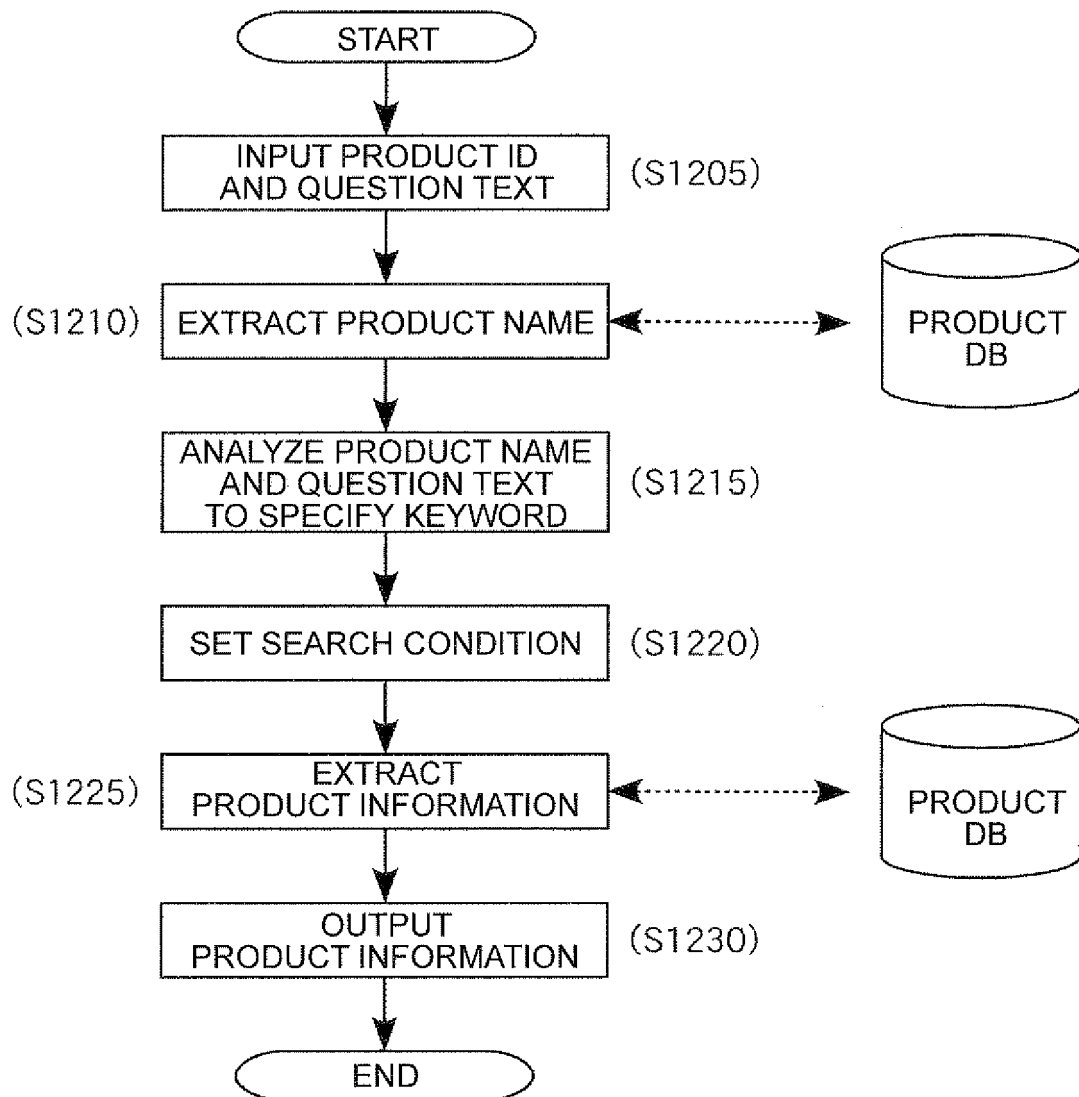 START
INPUT PRODUCT ID
AND QUESTION TEXT
(S1205)
(S1210)
EXTRACT PRODUCT NAME
PRODUCT
DB
ANALYZE PRODUCT NAME
AND QUESTION TEXT
TO SPECIFY KEYWORD
(S1215)
SET SEARCH CONDITION
(S1220)
(S1225)
EXTRACT
PRODUCT INFORMATION
PRODUCT
DB
OUTPUT
PRODUCT INFORMATION
(S1230)
END